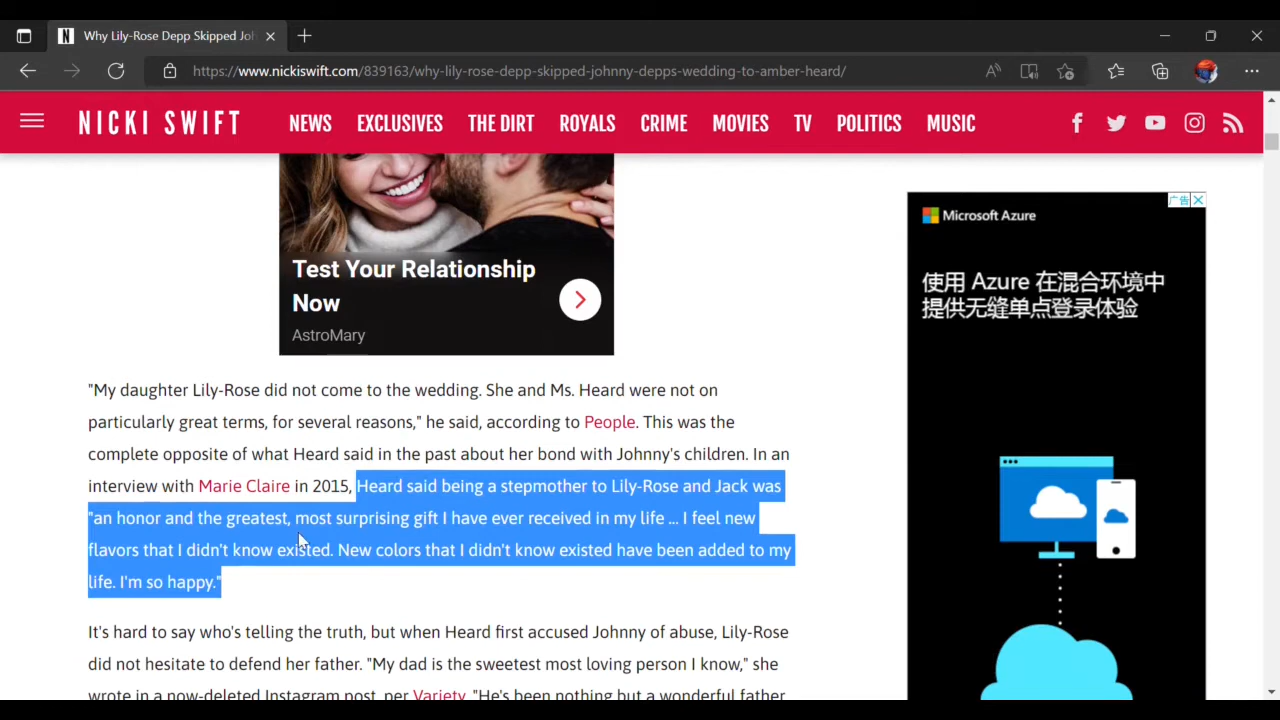 Why Lily-Rose Depp Skipped Joh
https://www.nickiswift.com/839163/why-lily-rose-depp-skipped-johnny-depps-wedding-to-amber-heard/
NICKI SWIFT
NEWS
EXCLUSIVES
THE DIRT
ROYALS
CRIME
MOVIES
TV
POLITICS
MUSIC
Test Your Relationship
Now
AstroMary
"My daughter Lily-Rose did not come to the wedding. She and Ms. Heard were not on
particularly great terms, for several reasons," he said, according to People. This was the
complete opposite of what Heard said in the past about her bond with Johnny's children. In an
interview with Marie Claire in 2015, Heard said being a stepmother to Lily-Rose and Jack was
"an honor and the greatest, most surprising gift I have ever received in my life ... I feel new
flavors that I didn't know existed. New colors that I didn't know existed have been added to my
life. I'm so happy."
It's hard to say who's telling the truth, but when Heard first accused Johnny of abuse, Lily-Rose
did not hesitate to defend her father. "My dad is the sweetest most loving person I know," she
wrote in a now-deleted Instagram post, per Variety. "He's been nothing but a wonderful father
广告
Microsoft Azure
使用 Azure 在混合环境中
提供无缝单点登录体验